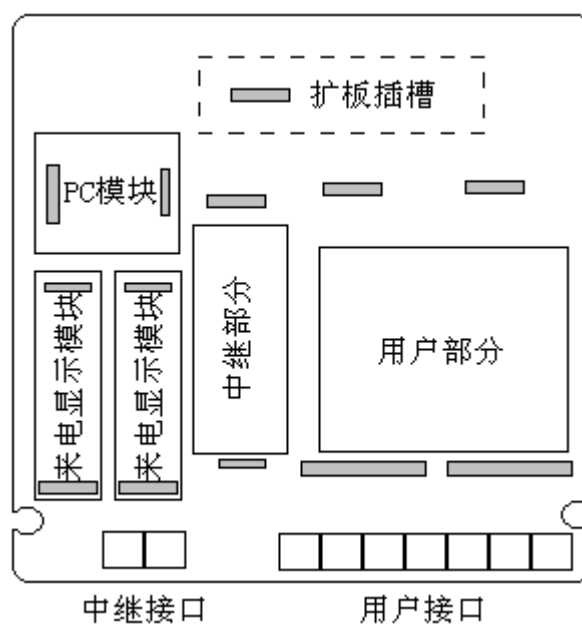 扩板插槽
PC模块
中继部分
用户部分
来电显示模块
来电显示模块
中继接口
用户接口